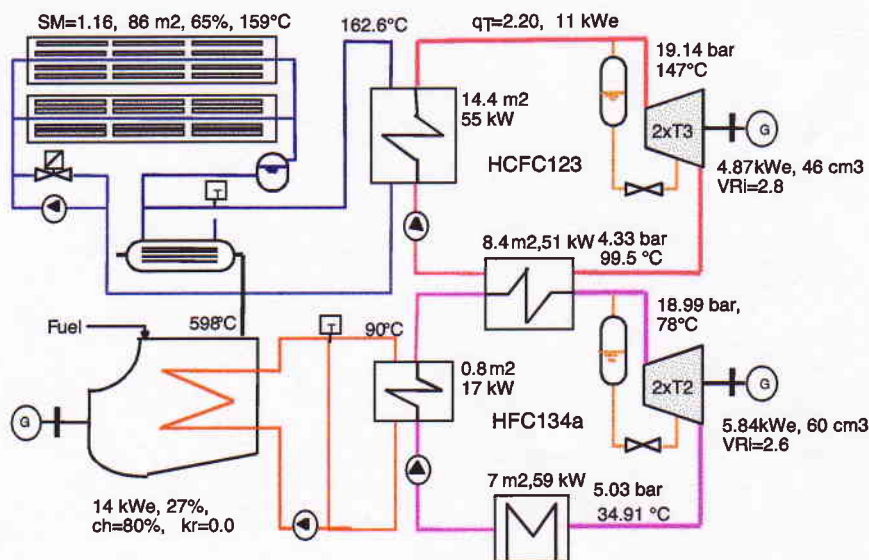 SM=1.16, 86 m2, 65%, 159°C
162.6°C
qT=2.20, 11 kWe
19.14 bar
147°C
14.4 m2
55 kW
2xT3
G
HCFC123
4.87kWe, 46 cm3
VRi=2.8
T
8.4 m2,51 kW
4.33 bar
99.5 °C
18.99 bar,
78°C
Fuel
598°C
T
90°C
0.8 m2
17 kW
2xT2
G
G
HFC134a
5.84kWe, 60 cm3
VRi=2.6
7 m2,59 kW
5.03 bar
34.91 °C
14 kWe, 27%,
ch=80%, kr=0.0